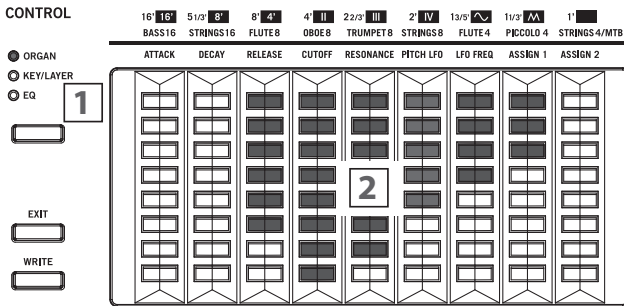 CONTROL
16' 16' 5 1/3' 8' 8' 4' 4' II 2 2/3' III 2' IV 1 3/5' 1 1/3' 1'
BASS16 STRINGS16 FLUTE8 OBOE8 TRUMPET8 STRINGS8 FLUTE4 PICCOLO 4 STRINGS4/MTB
ORGAN
ATTACK DECAY RELEASE CUTOFF RESONANCE PITCH LFO LFO FREQ ASSIGN 1 ASSIGN 2
KEY/LAYER
EQ
1
2
EXIT
WRITE